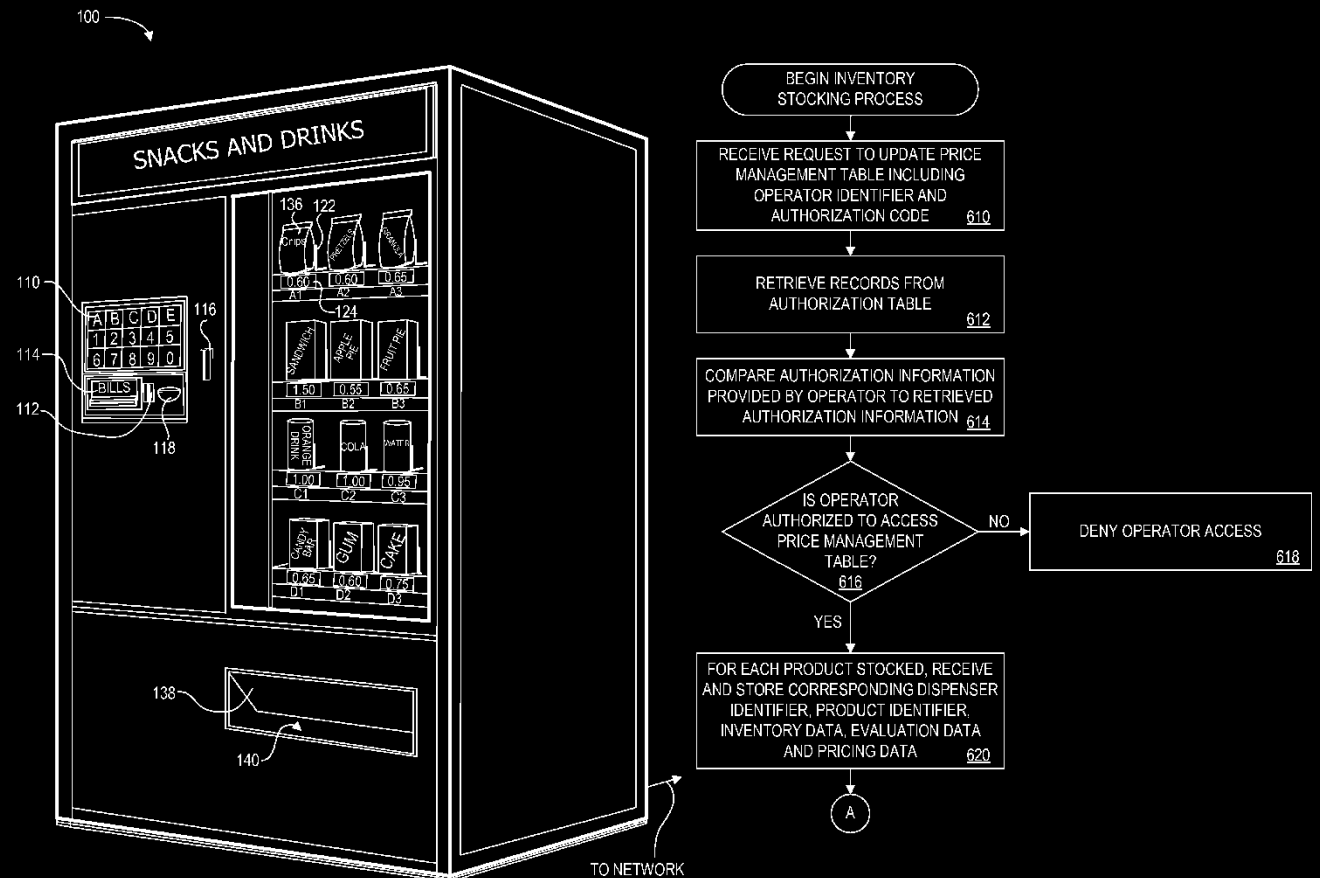 100
SNACKS AND DRINKS
136
122
Crips
PRETZELS
GRANOLA
0.60
0.60
0.65
A1
A2
A3
124
110
116
A B C D E
1 2 3 4 5
6 7 8 9 0
114
BILLS
112
118
SANDWICH
APPLE
PIE
FRUIT PIE
1.50
0.55
0.65
B1
B2
B3
ORANGE
DRINK
COLA
WATER
1.00
1.00
0.95
C1
C2
C3
CANDY
BAR
GUM
CAKE
0.65
0.60
0.75
D1
D2
D3
138
140
TO NETWORK
BEGIN INVENTORY
STOCKING PROCESS
RECEIVE REQUEST TO UPDATE PRICE
MANAGEMENT TABLE INCLUDING
OPERATOR IDENTIFIER AND
AUTHORIZATION CODE
610
RETRIEVE RECORDS FROM
AUTHORIZATION TABLE
612
COMPARE AUTHORIZATION INFORMATION
PROVIDED BY OPERATOR TO RETRIEVED
AUTHORIZATION INFORMATION
614
IS OPERATOR
AUTHORIZED TO ACCESS
PRICE MANAGEMENT
TABLE?
616
NO
DENY OPERATOR ACCESS
618
YES
FOR EACH PRODUCT STOCKED, RECEIVE
AND STORE CORRESPONDING DISPENSER
IDENTIFIER, PRODUCT IDENTIFIER,
INVENTORY DATA, EVALUATION DATA
AND PRICING DATA
620
A